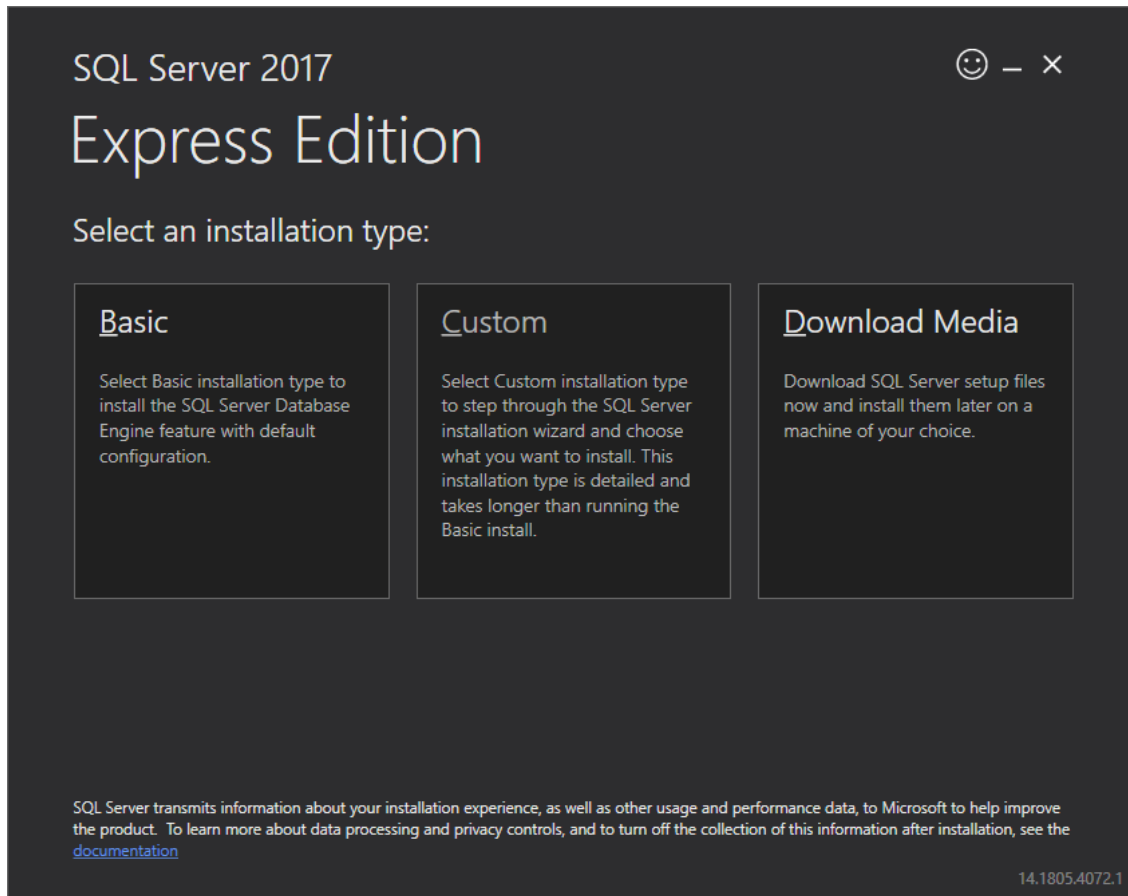 SQL Server 2017
Express Edition
Select an installation type:
Basic
Select Basic installation type to
install the SQL Server Database
Engine feature with default
configuration.
Custom
Select Custom installation type
to step through the SQL Server
installation wizard and choose
what you want to install. This
installation type is detailed and
takes longer than running the
Basic install.
Download Media
Download SQL Server setup files
now and install them later on a
machine of your choice.
SQL Server transmits information about your installation experience, as well as other usage and performance data, to Microsoft to help improve
the product.  To learn more about data processing and privacy controls, and to turn off the collection of this information after installation, see the
documentation
14.1805.4072.1